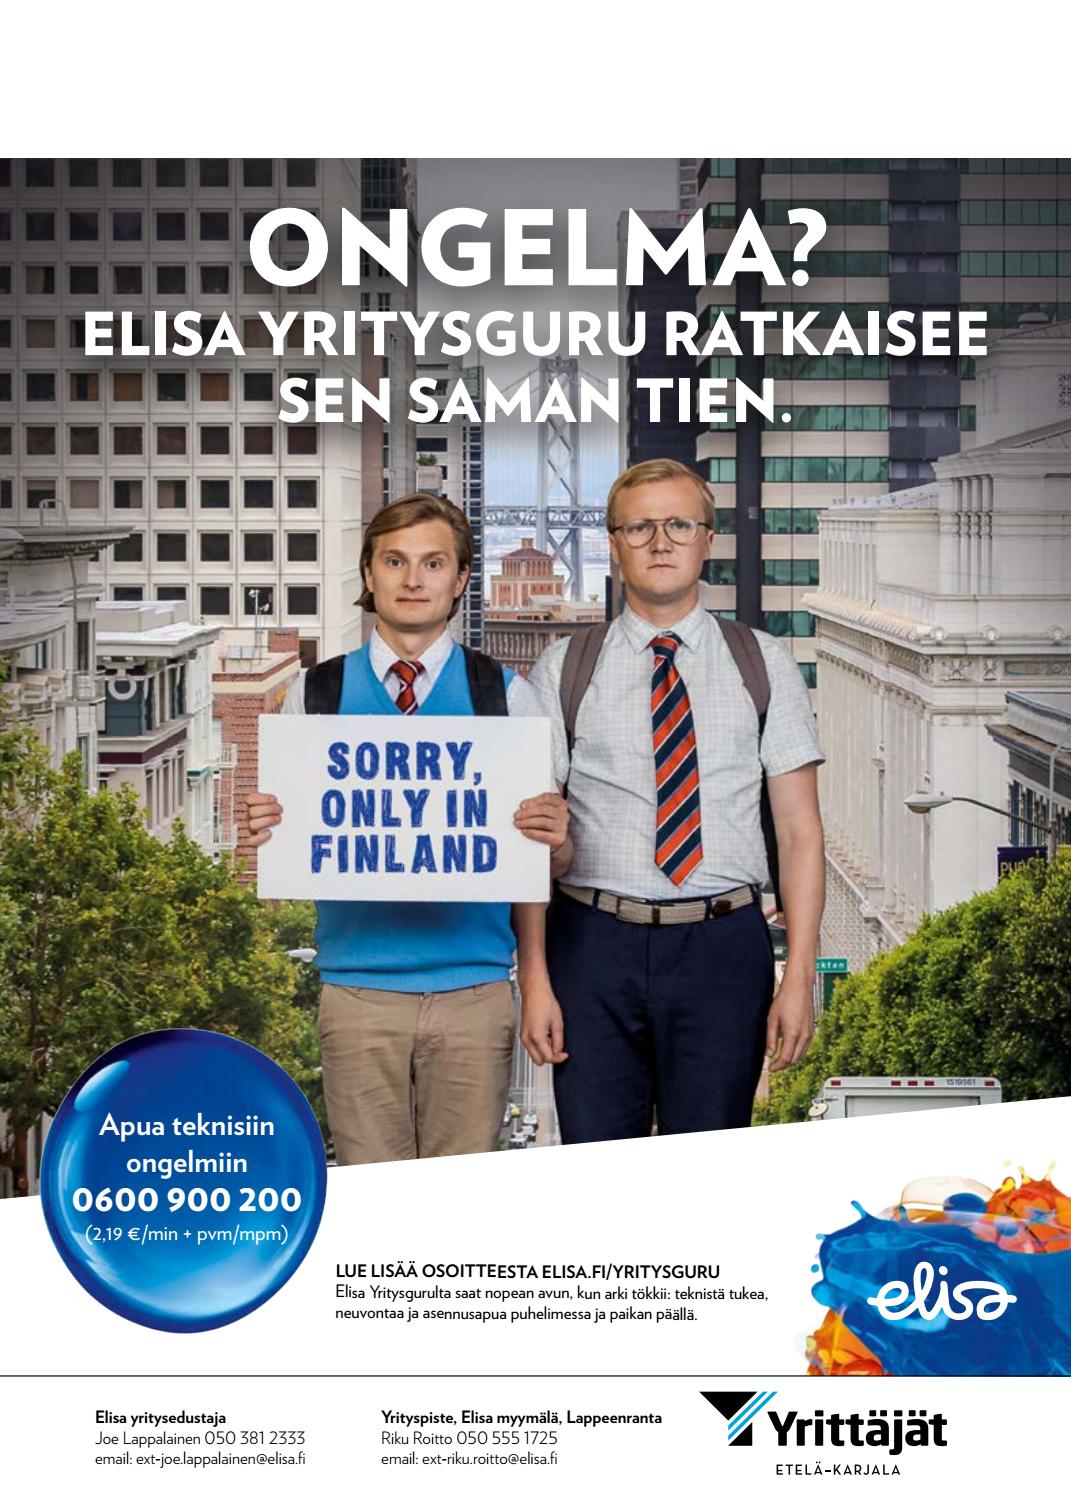 ONGELMA?
ELISA YRITYSGURU RATKAISEE
SEN SAMAN TIEN.
SORRY,
ONLY IN
FINLAND
ckten
1519561
Apua teknisiin
ongelmiin
0600 900 200
(2,19 €/min + pvm/mpm)
LUE LISÄÄ OSOITTEESTA ELISA.FI/YRITYSGURU
Elisa Yritysgurulta saat nopean avun, kun arki tökkii: teknistä tukea,
neuvontaa ja asennusapua puhelimessa ja paikan päällä.
elisa
Elisa yritysedustaja
Joe Lappalainen 050 381 2333
email: ext-joe.lappalainen@elisa.fi
Yrityspiste, Elisa myymälä, Lappeenranta
Riku Roitto 050 555 1725
email: ext-riku.roitto@elisa.fi
Yrittäjät
ETELÄ-KARJALA